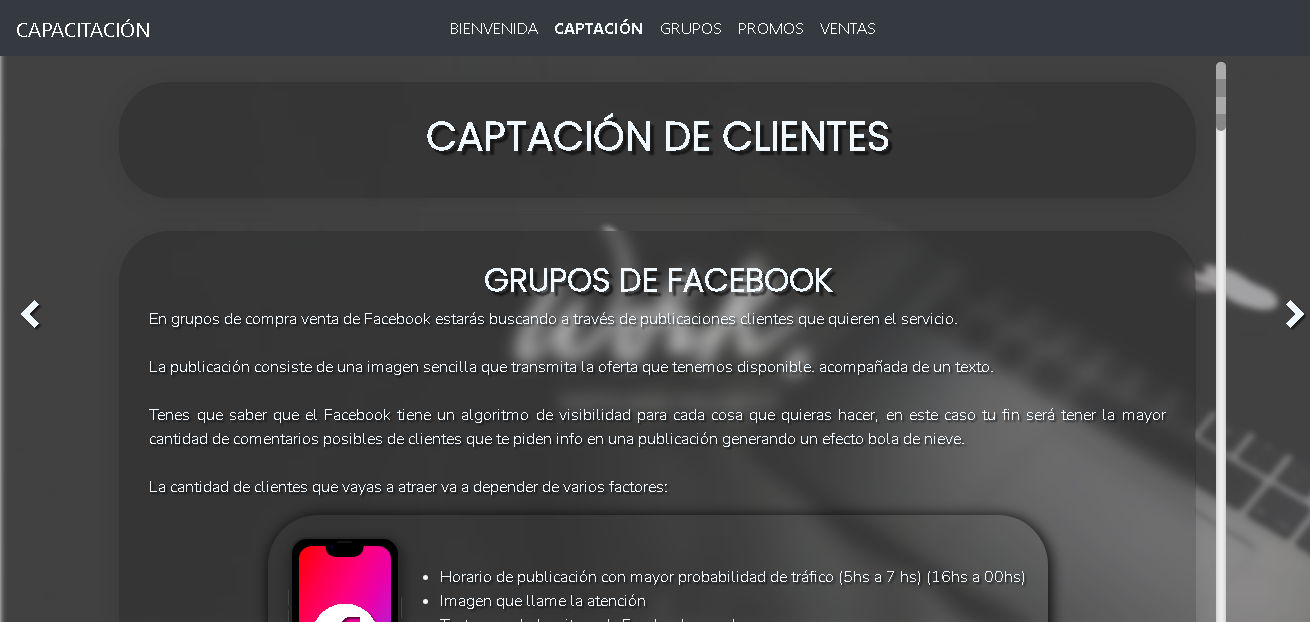 CAPACITACIÓN
BIENVENIDA CAPTACIÓN GRUPOS PROMOS VENTAS
CAPTACIÓN DE CLIENTES
GRUPOS DE FACEBOOK
En grupos de compra venta de Facebook estarás buscando a través de publicaciones clientes que quieren el servicio.
La publicación consiste de una imagen sencilla que transmita la oferta que tenemos disponible. acompañada de un texto.
Tenes que saber que el Facebook tiene un algoritmo de visibilidad para cada cosa que quieras hacer, en este caso tu fin será tener la mayor
cantidad de comentarios posibles de clientes que te piden info en una publicación generando un efecto bola de nieve.
La cantidad de clientes que vayas a atraer va a depender de varios factores:
Horario de publicación con mayor probabilidad de tráfico (5hs a 7 hs) (16hs a 00hs)
Imagen que llame la atención